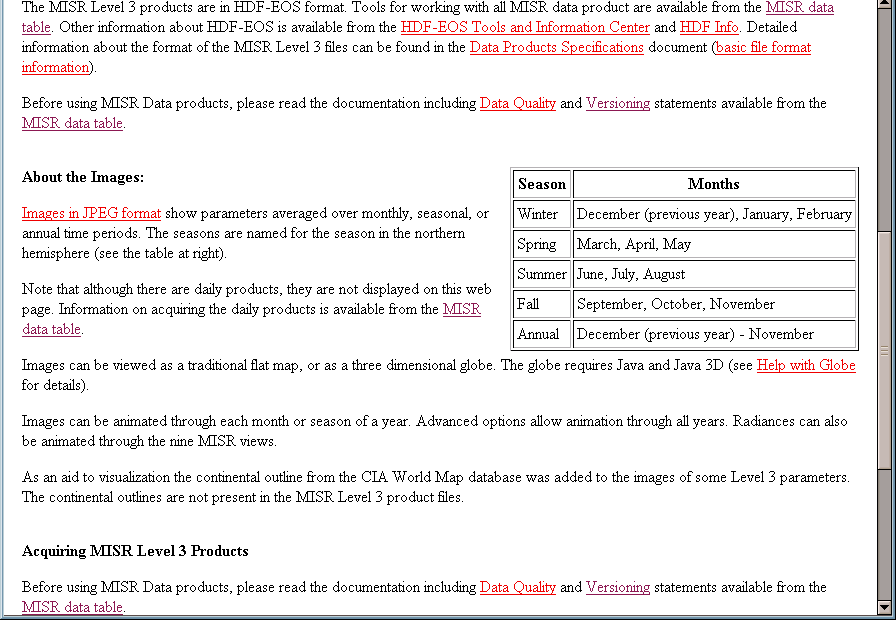 The MISR Level 3 products are in HDF-EOS format. Tools for working with all MISR data product are available from the MISR data
table. Other information about HDF-EOS is available from the HDF-EOS Tools and Information Center and HDF Info. Detailed
information about the format of the MISR Level 3 files can be found in the Data Products Specifications document (basic file format
information).
Before using MISR Data products, please read the documentation including Data Quality and Versioning statements available from the
MISR data table.
About the Images:
Images in JPEG format show parameters averaged over monthly, seasonal, or
annual time periods. The seasons are named for the season in the northern
hemisphere (see the table at right).
Note that although there are daily products, they are not displayed on this web
page. Information on acquiring the daily products is available from the MISR
data table.
Season Months
Winter December (previous year), January, February
Spring March, April, May
Summer June, July, August
Fall September, October, November
Annual December (previous year) - November
Images can be viewed as a traditional flat map, or as a three dimensional globe. The globe requires Java and Java 3D (see Help with Globe
for details).
Images can be animated through each month or season of a year. Advanced options allow animation through all years. Radiances can also
be animated through the nine MISR views.
As an aid to visualization the continental outline from the CIA World Map database was added to the images of some Level 3 parameters.
The continental outlines are not present in the MISR Level 3 product files.
Acquiring MISR Level 3 Products
Before using MISR Data products, please read the documentation including Data Quality and Versioning statements available from the
MISR data table.